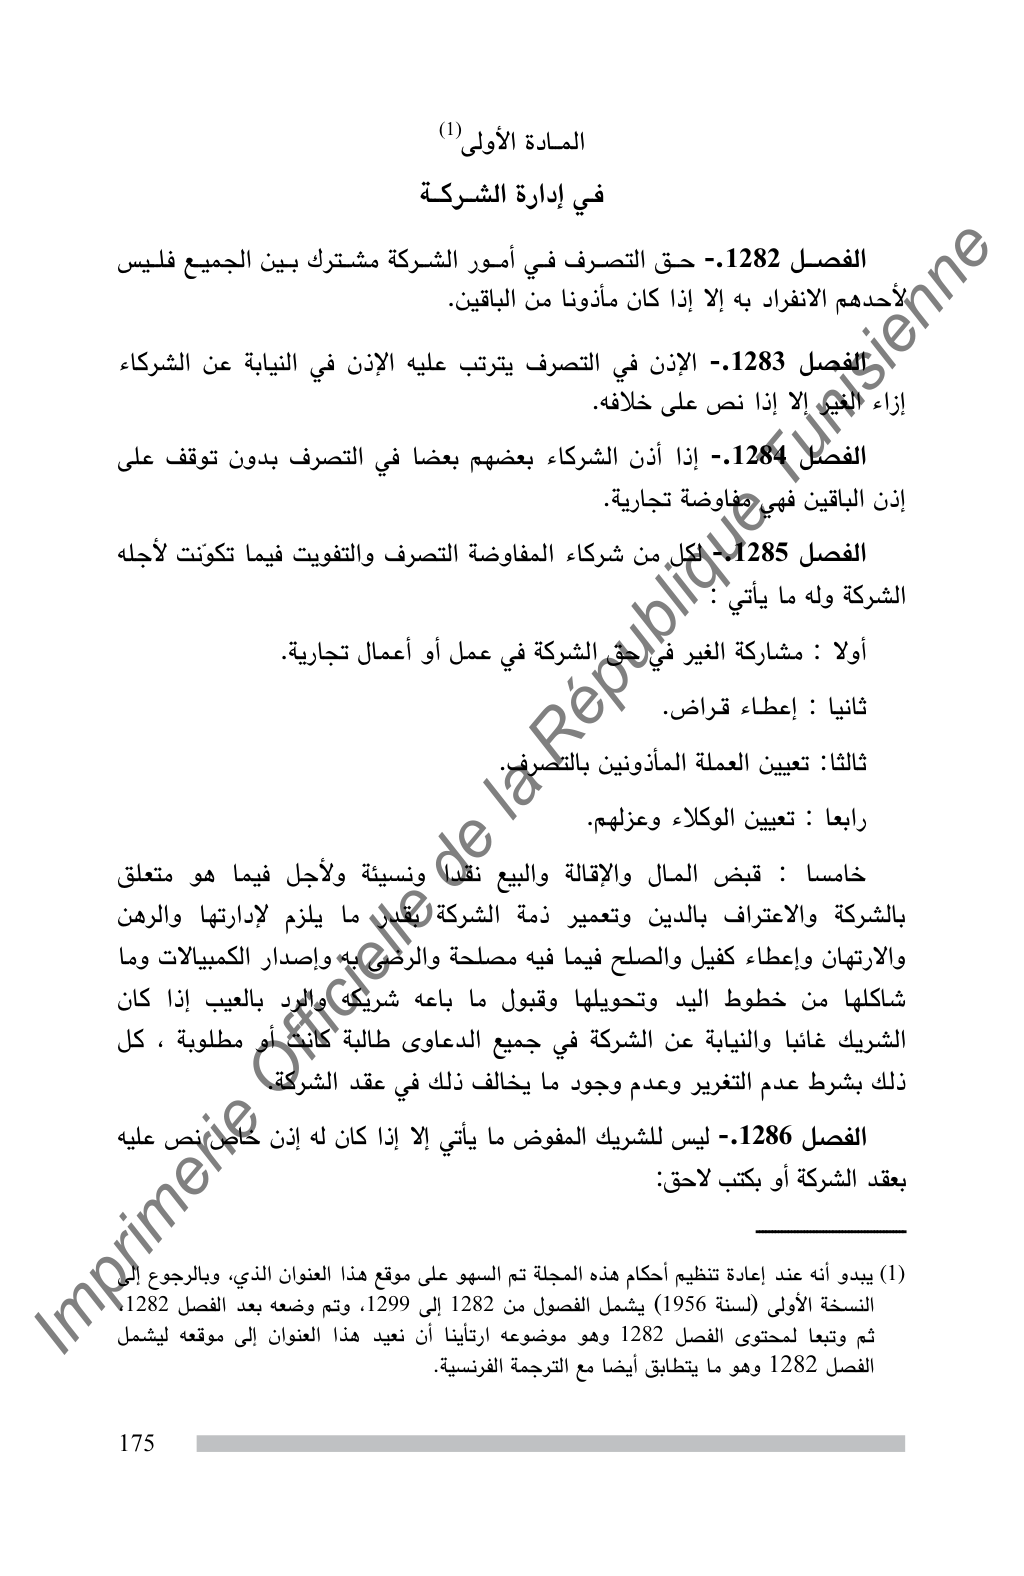 المـادة الأولى(1)
فـي إدارة الشـركـة
الفصـل 1282.- حـق التصـرف فـي أمـور الشـركة مشـترك بـين الجميـع فلـيس
لأحدهم الانفراد به إلا إذا كان مأذونا من الباقين.
الفصل 1283.- الإذن في التصرف يترتب عليه الإذن في النيابة عن الشركاء
إزاء الغير إلا إذا نص على خلافه.
الفصل 1284.- إذا أذن الشركاء بعضهم بعضا في التصرف بدون توقف على
إذن الباقين فهي مفاوضة تجارية.
الفصل 1285.- لكل من شركاء المفاوضة التصرف والتفويت فيما تكوّنت لأجله
الشركة وله ما يأتي :
أولا : مشاركة الغير في حق الشركة في عمل أو أعمال تجارية.
ثانيا : إعطـاء قـراض.
ثالثا: تعيين العملة المأذونين بالتصرف.
رابعا : تعيين الوكلاء وعزلهم.
خامسا : قبض المـال والإقالة والبيع نقدا ونسيئة ولأجل فيما هو متعلق
بالشركة والاعتراف بالدين وتعمير ذمة الشركة بقدر ما يلزم لإدارتها والرهن
والارتهان وإعطاء كفيل والصلح فيما فيه مصلحة والرضى به وإصدار الكمبيالات وما
شاكلها من خطوط اليد وتحويلها وقبول ما باعه شريكه والرد بالعيب إذا كان
الشريك غائبا والنيابة عن الشركة في جميع الدعاوى طالبة كانت أو مطلوبة ، كل
ذلك بشرط عدم التغرير وعدم وجود ما يخالف ذلك في عقد الشركة.
الفصل 1286.- ليس للشريك المفوض ما يأتي إلا إذا كان له إذن خاص نص عليه
بعقد الشركة أو بكتب لاحق:
(1) يبدو أنه عند إعادة تنظيم أحكام هذه المجلة تم السهو على موقع هذا العنوان الذي، وبالرجوع إلى
النسخة الأولى (لسنة 1956) يشمل الفصول من 1282 إلى 1299، وتم وضعه بعد الفصل 1282،
ثم وتبعا لمحتوى الفصل 1282 وهو موضوعه ارتأينا أن نعيد هذا العنوان إلى موقعه ليشمل
الفصل 1282 وهو ما يتطابق أيضا مع الترجمة الفرنسية.
175
Imprimerie Officielle de la République Tunisienne